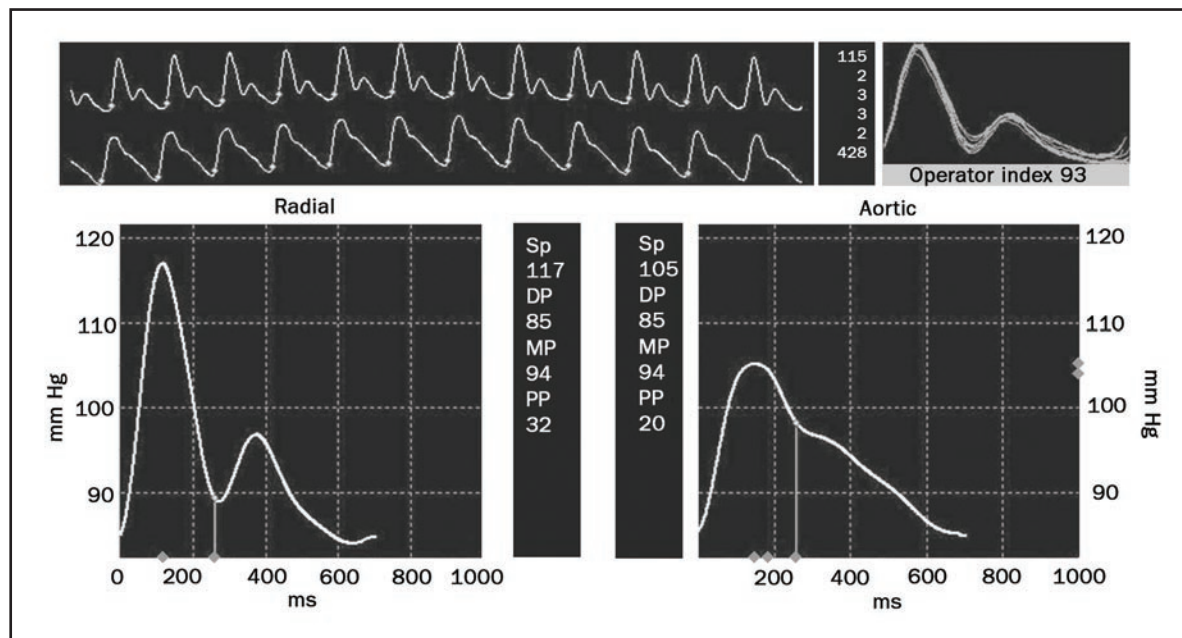 115
2
3
3
2
428
Operator index 93
Radial
Aortic
120
110
100
90
mm Hg
0 200 400 600 800 1000
ms
Sp
117
DP
85
MP
94
PP
32
Sp
105
DP
85
MP
94
PP
20
120
110
100
90
mm Hg
200 400 600 800 1000
ms